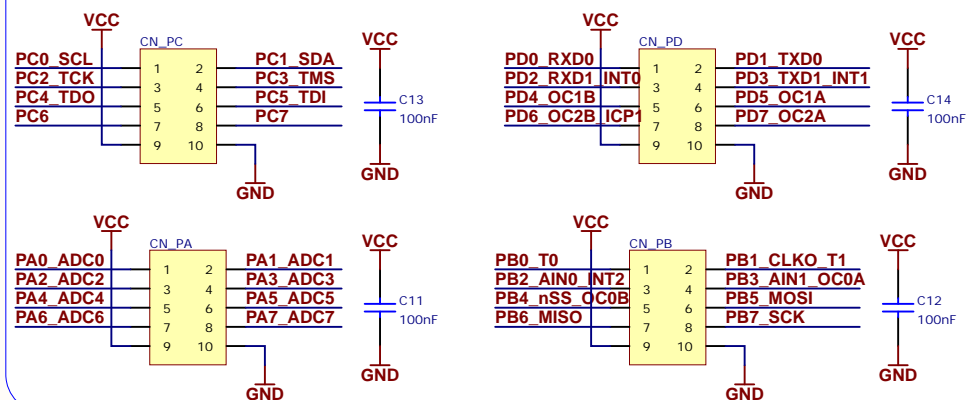 VCC
CN_PC
PC0_SCL 1 2 PC1_SDA
PC2_TCK 3 4 PC3_TMS
PC4_TDO 5 6 PC5_TDI
PC6 7 8 PC7
9 10
GND
VCC
C13
100nF
GND
VCC
CN_PD
PD0_RXD0 1 2 PD1_TXD0
PD2_RXD1_INT0 3 4 PD3_TXD1_INT1
PD4_OC1B 5 6 PD5_OC1A
PD6_OC2B_ICP1 7 8 PD7_OC2A
9 10
GND
VCC
C14
100nF
GND
VCC
CN_PA
PA0_ADC0 1 2 PA1_ADC1
PA2_ADC2 3 4 PA3_ADC3
PA4_ADC4 5 6 PA5_ADC5
PA6_ADC6 7 8 PA7_ADC7
9 10
GND
VCC
C11
100nF
GND
VCC
CN_PB
PB0_T0 1 2 PB1_CLKO_T1
PB2_AIN0_INT2 3 4 PB3_AIN1_OC0A
PB4_nSS_OC0B 5 6 PB5_MOSI
PB6_MISO 7 8 PB7_SCK
9 10
GND
VCC
C12
100nF
GND